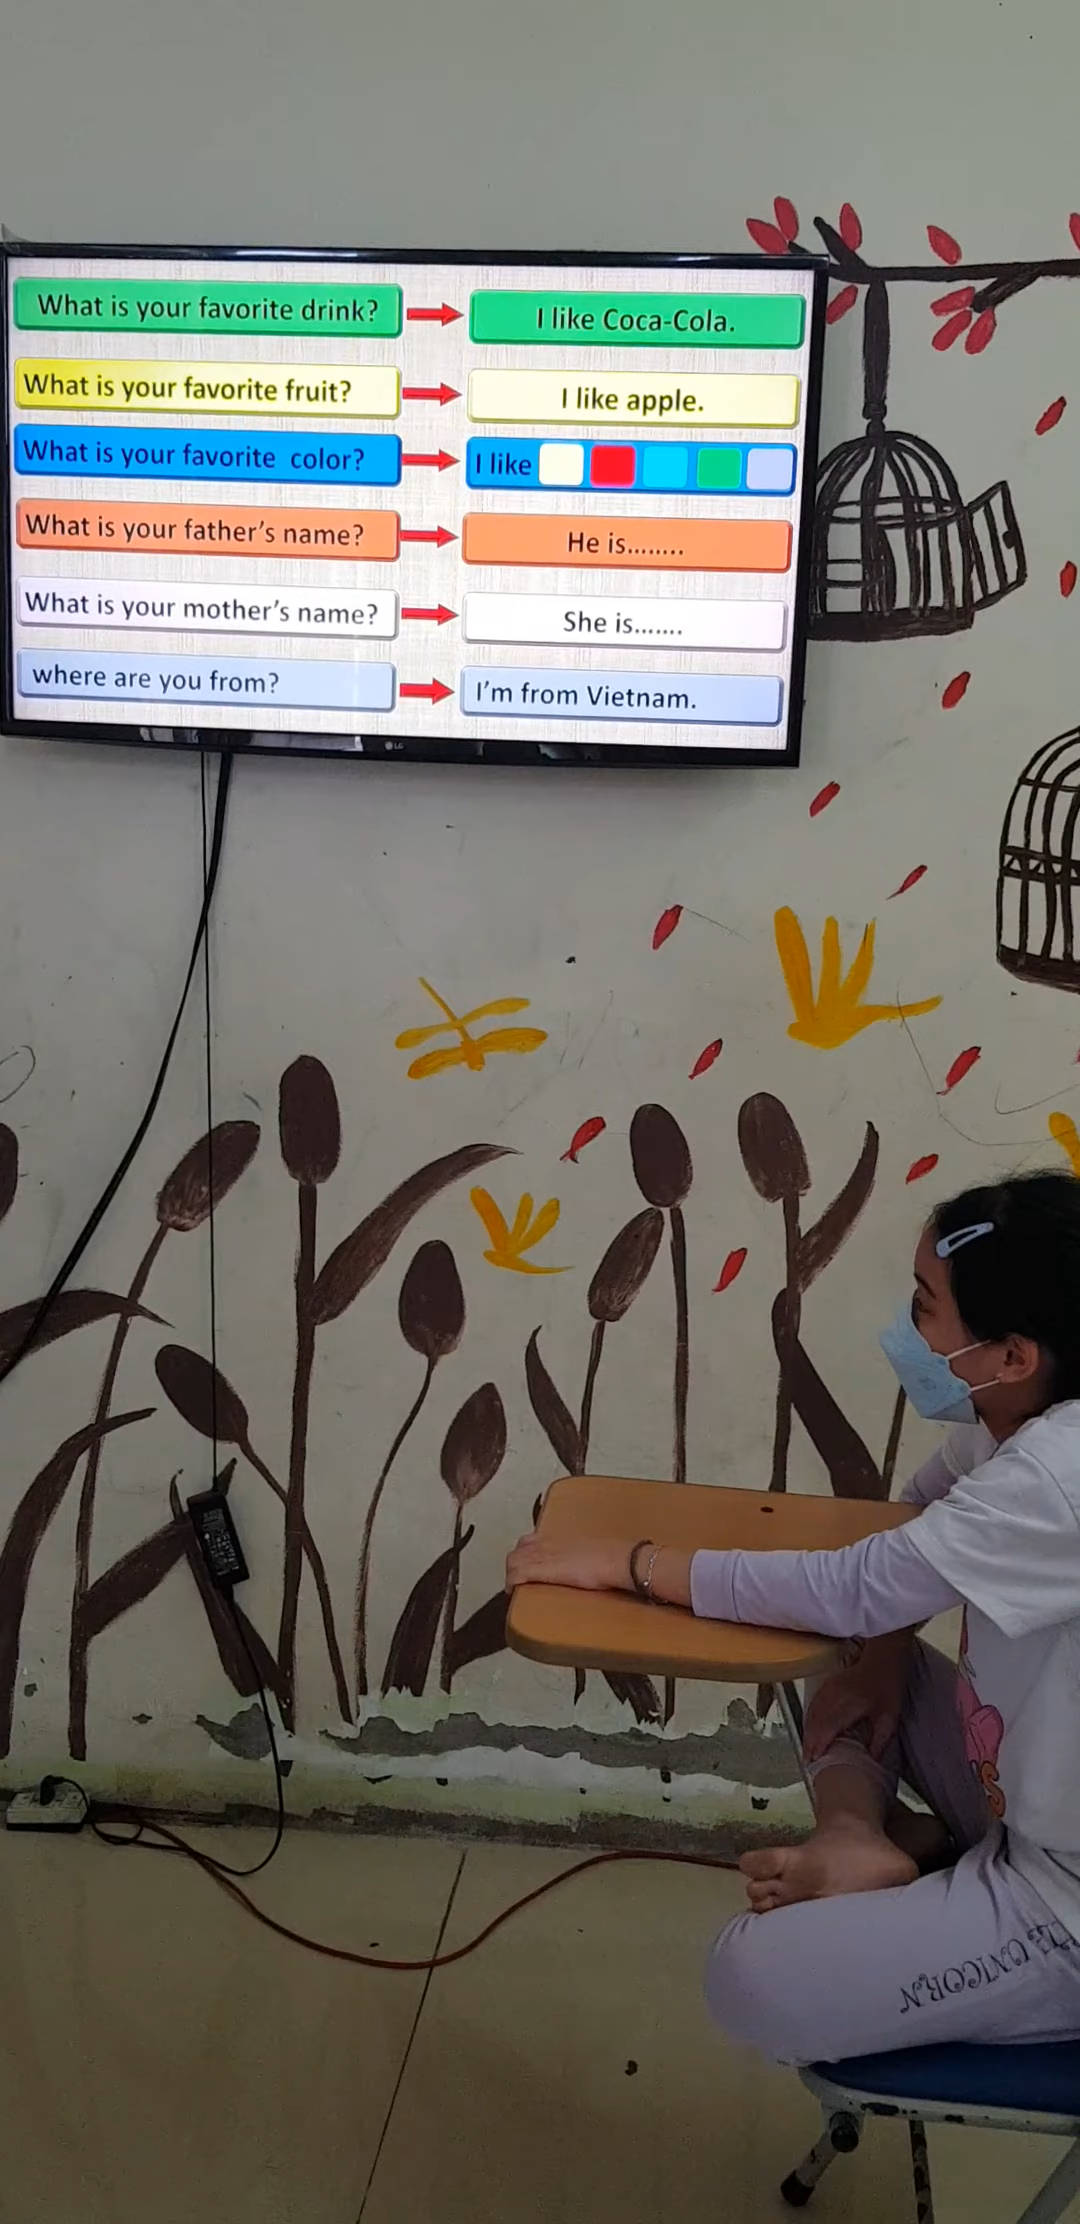 What is your favorite drink?
I like Coca-Cola.
What is your favorite fruit?
I like apple.
What is your favorite color?
I like
What is your father's name?
He is........
What is your mother's name?
She is.......
where are you from?
I'm from Vietnam.
LG
UNICORN